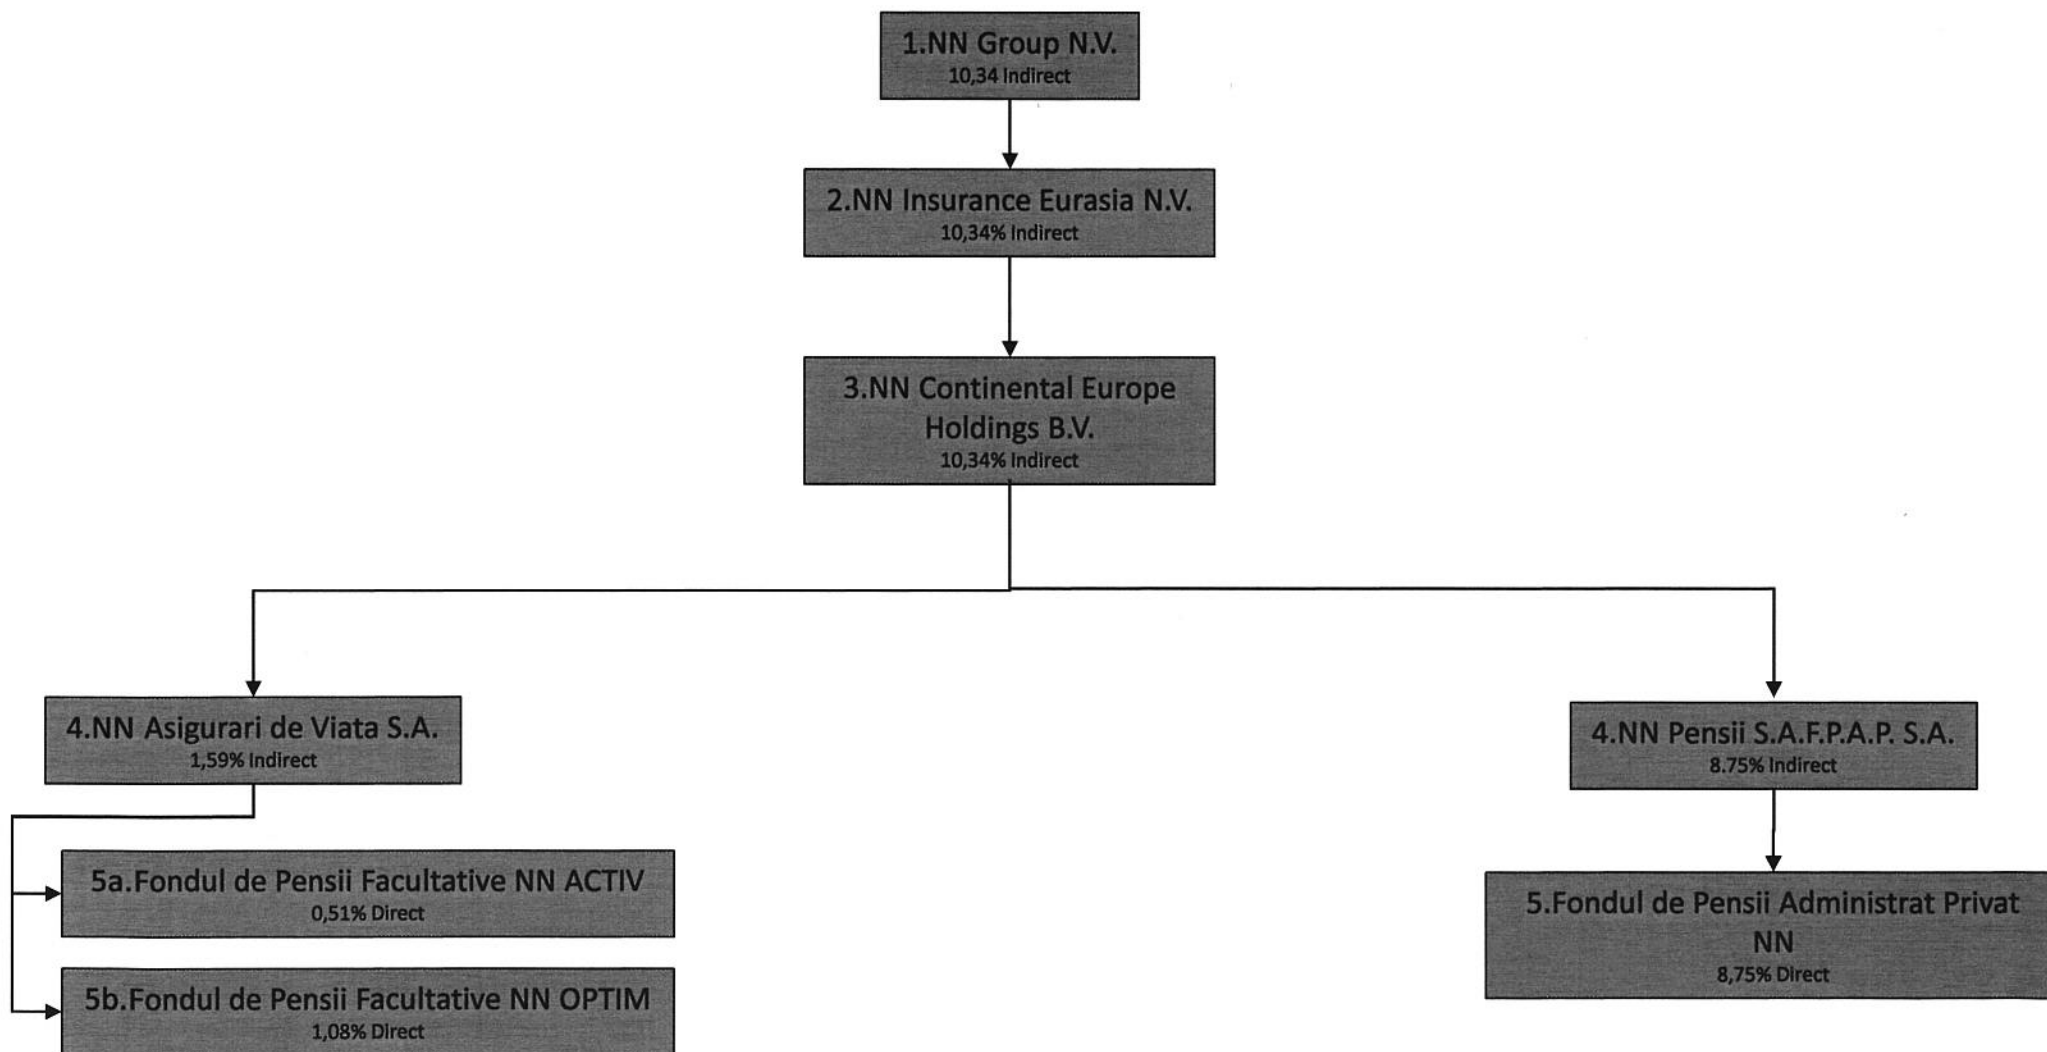 1.NN Group N.V.
10,34 Indirect
2.NN Insurance Eurasia N.V.
10,34% Indirect
3.NN Continental Europe
Holdings B.V.
10,34% Indirect
4.NN Asigurari de Viata S.A.
1,59% Indirect
4.NN Pensii S.A.F.P.A.P. S.A.
8.75% Indirect
5a.Fondul de Pensii Facultative NN ACTIV
0,51% Direct
5b.Fondul de Pensii Facultative NN OPTIM
1,08% Direct
5.Fondul de Pensii Administrat Privat
NN
8,75% Direct